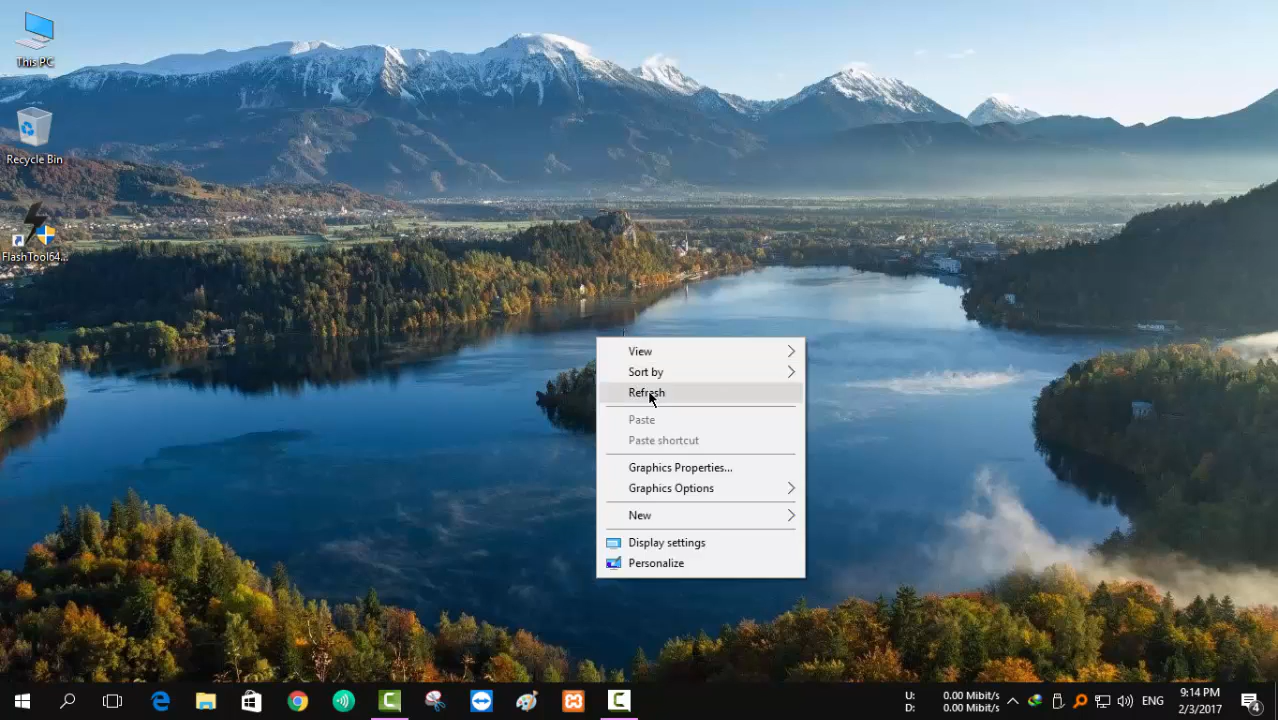 This PC
Recycle Bin
FlashTool64...
View
Sort by
Refresh
Paste
Paste shortcut
Graphics Properties...
Graphics Options
New
Display settings
Personalize
U: 0.00 Mibit/s
D: 0.00 Mibit/s
ENG
9:14 PM
2/3/2017
4